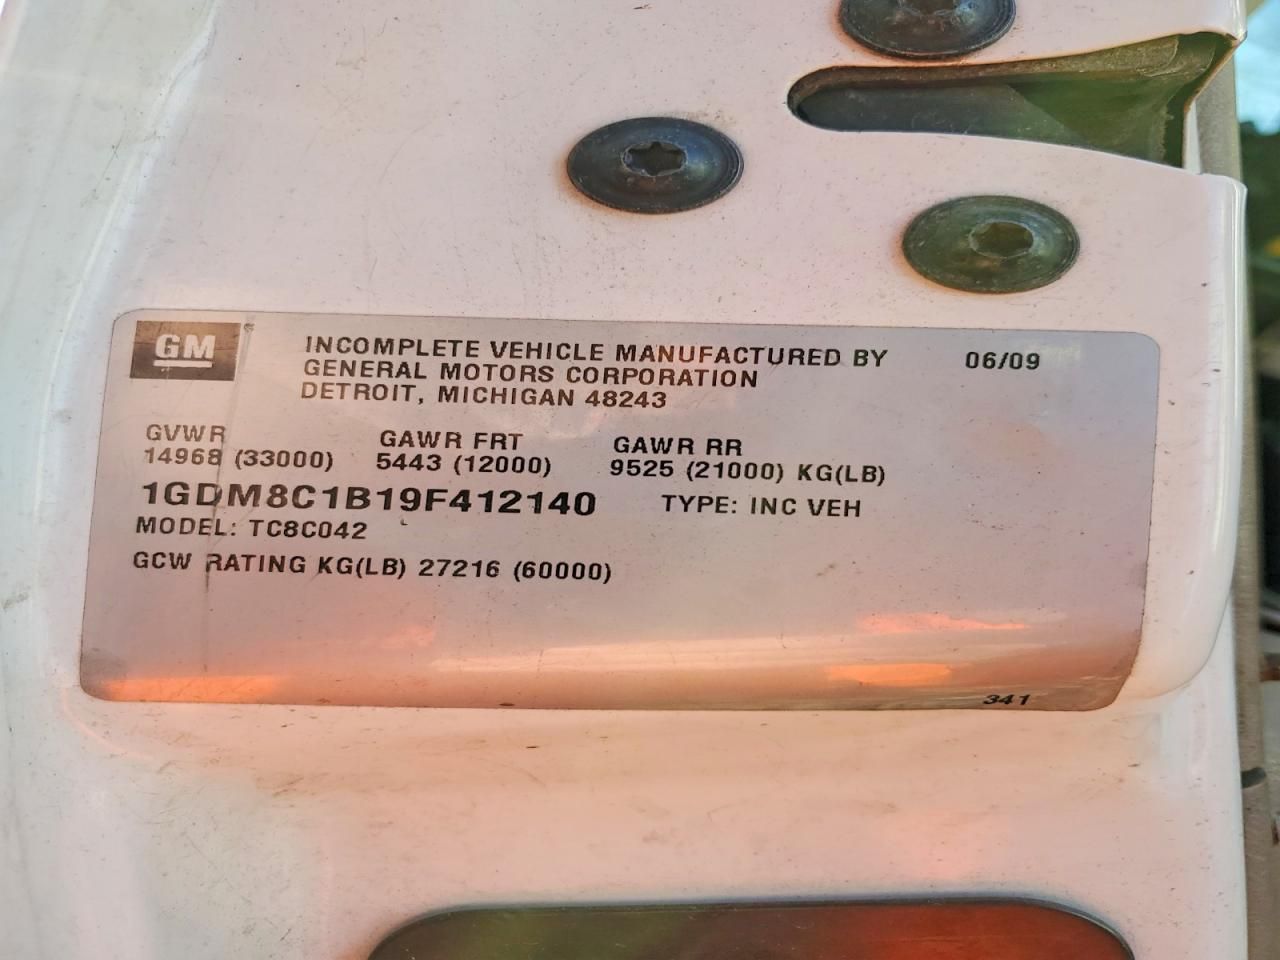 GM®
INCOMPLETE VEHICLE MANUFACTURED BY 06/09
GENERAL MOTORS CORPORATION
DETROIT, MICHIGAN 48243
GVWR GAWR FRT GAWR RR
14968 (33000) 5443 (12000) 9525 (21000) KG(LB)
1GDM8C1B19F412140 TYPE: INC VEH
MODEL: TC8C042
GCW RATING KG(LB) 27216 (60000)
341